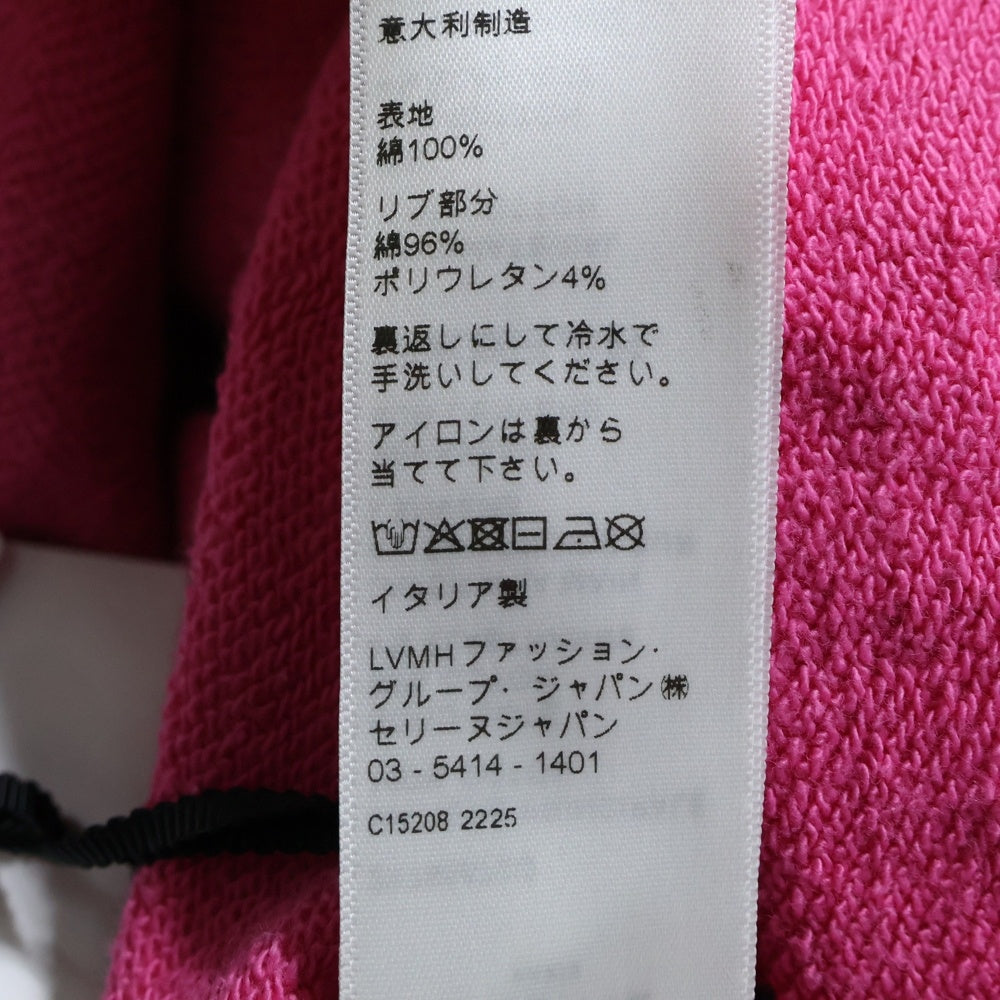 意大利制造
表地
綿100%
リブ部分
綿96%
ポリウレタン4%
裏返しにして冷水で
手洗いしてください。
アイロンは裏から
当てて下さい。
イタリア製
LVMHファッション・
グループ・ジャパン㈱
セリーヌジャパン
03 - 5414 - 1401
C15208 2225